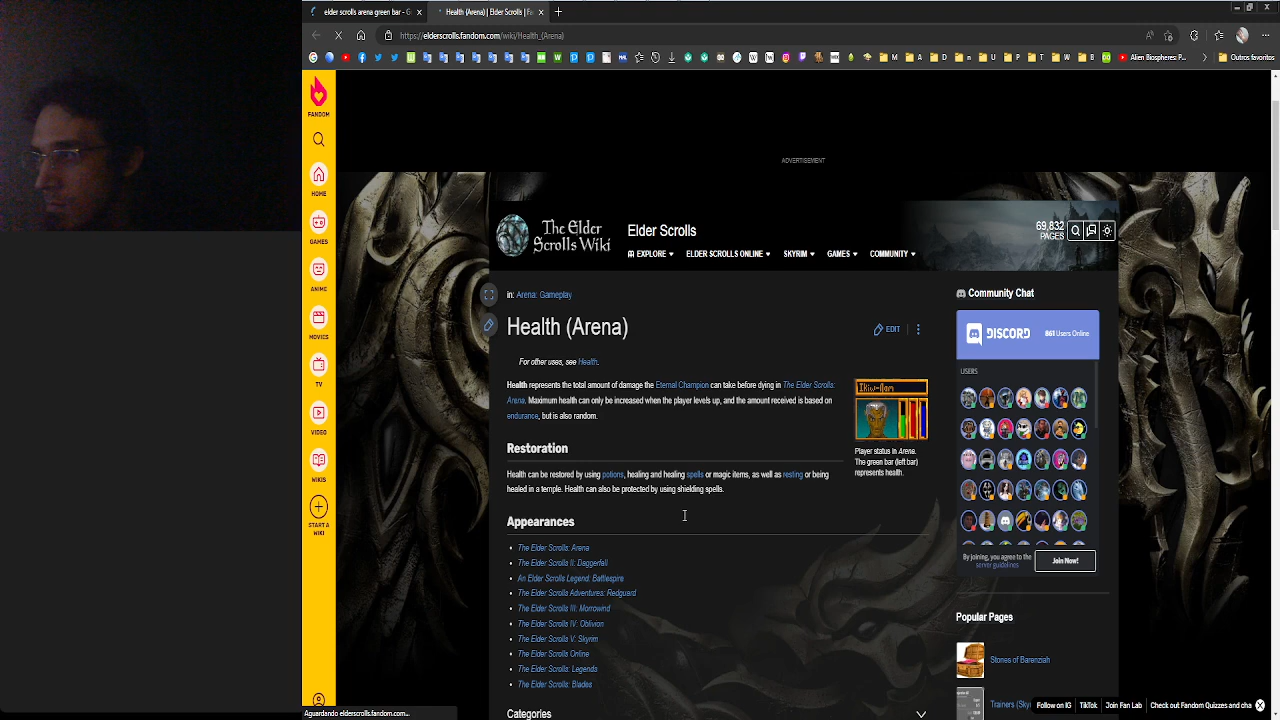 elder scrolls arena green bar - G
Health (Arena) | Elder Scrolls | Fa
https://elderscrolls.fandom.com/wiki/Health_(Arena)
M
A
D
n
U
P
T
W
B
Alien Biospheres: P...
Outros favoritos
FANDOM
HOME
GAMES
ANIME
MOVIES
TV
VIDEO
WIKIS
START A
WIKI
ADVERTISEMENT
The Elder
Scrolls Wiki
Elder Scrolls
69,832
PAGES
EXPLORE
ELDER SCROLLS ONLINE
SKYRIM
GAMES
COMMUNITY
in: Arena: Gameplay
Health (Arena)
EDIT
For other uses, see Health.
Health represents the total amount of damage the Eternal Champion can take before dying in The Elder Scrolls:
Arena. Maximum health can only be increased when the player levels up, and the amount received is based on
endurance, but is also random.
Player status in Arena.
The green bar (left bar)
represents health.
Restoration
Health can be restored by using potions, healing and healing spells or magic items, as well as resting or being
healed in a temple. Health can also be protected by using shielding spells.
Appearances
The Elder Scrolls: Arena
The Elder Scrolls II: Daggerfall
An Elder Scrolls Legend: Battlespire
The Elder Scrolls Adventures: Redguard
The Elder Scrolls III: Morrowind
The Elder Scrolls IV: Oblivion
The Elder Scrolls V: Skyrim
The Elder Scrolls Online
The Elder Scrolls: Legends
The Elder Scrolls: Blades
Categories
Community Chat
DISCORD
861 Users Online
USERS
By joining, you agree to the
server guidelines
Join Now!
Popular Pages
Stones of Barenziah
Trainers (Sky
Follow on IG
TikTok
Join Fan Lab
Check out Fandom Quizzes and cha
Aguardando elderscrolls.fandom.com...